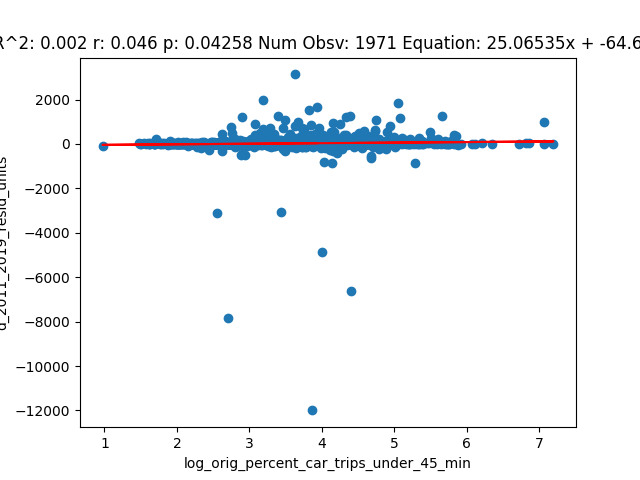 R^2: 0.002 r: 0.046 p: 0.04258 Num Obsv: 1971 Equation: 25.06535x + -64.6
2000
0
−2000
−4000
−6000
−8000
−10000
−12000
d_2011_2019_resid_units
1 2 3 4 5 6 7
log_orig_percent_car_trips_under_45_min